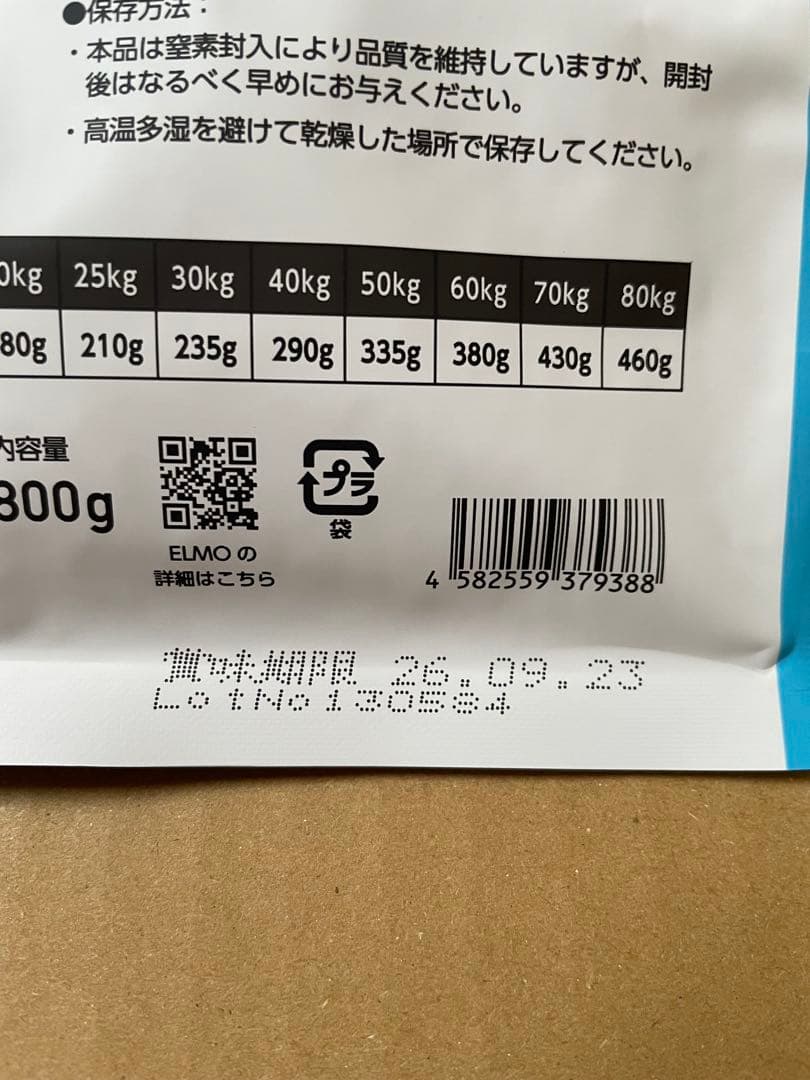 ●保存方法：
・本品は窒素封入により品質を維持していますが、開封
後はなるべく早めにお与えください。
・高温多湿を避けて乾燥した場所で保存してください。
0kg 25kg 30kg 40kg 50kg 60kg 70kg 80kg
80g 210g 235g 290g 335g 380g 430g 460g
内容量
800g
プラ
袋
ELMO の
詳細はこちら
4 582559 379388
賞味期限 26.09.23
LotNo130584